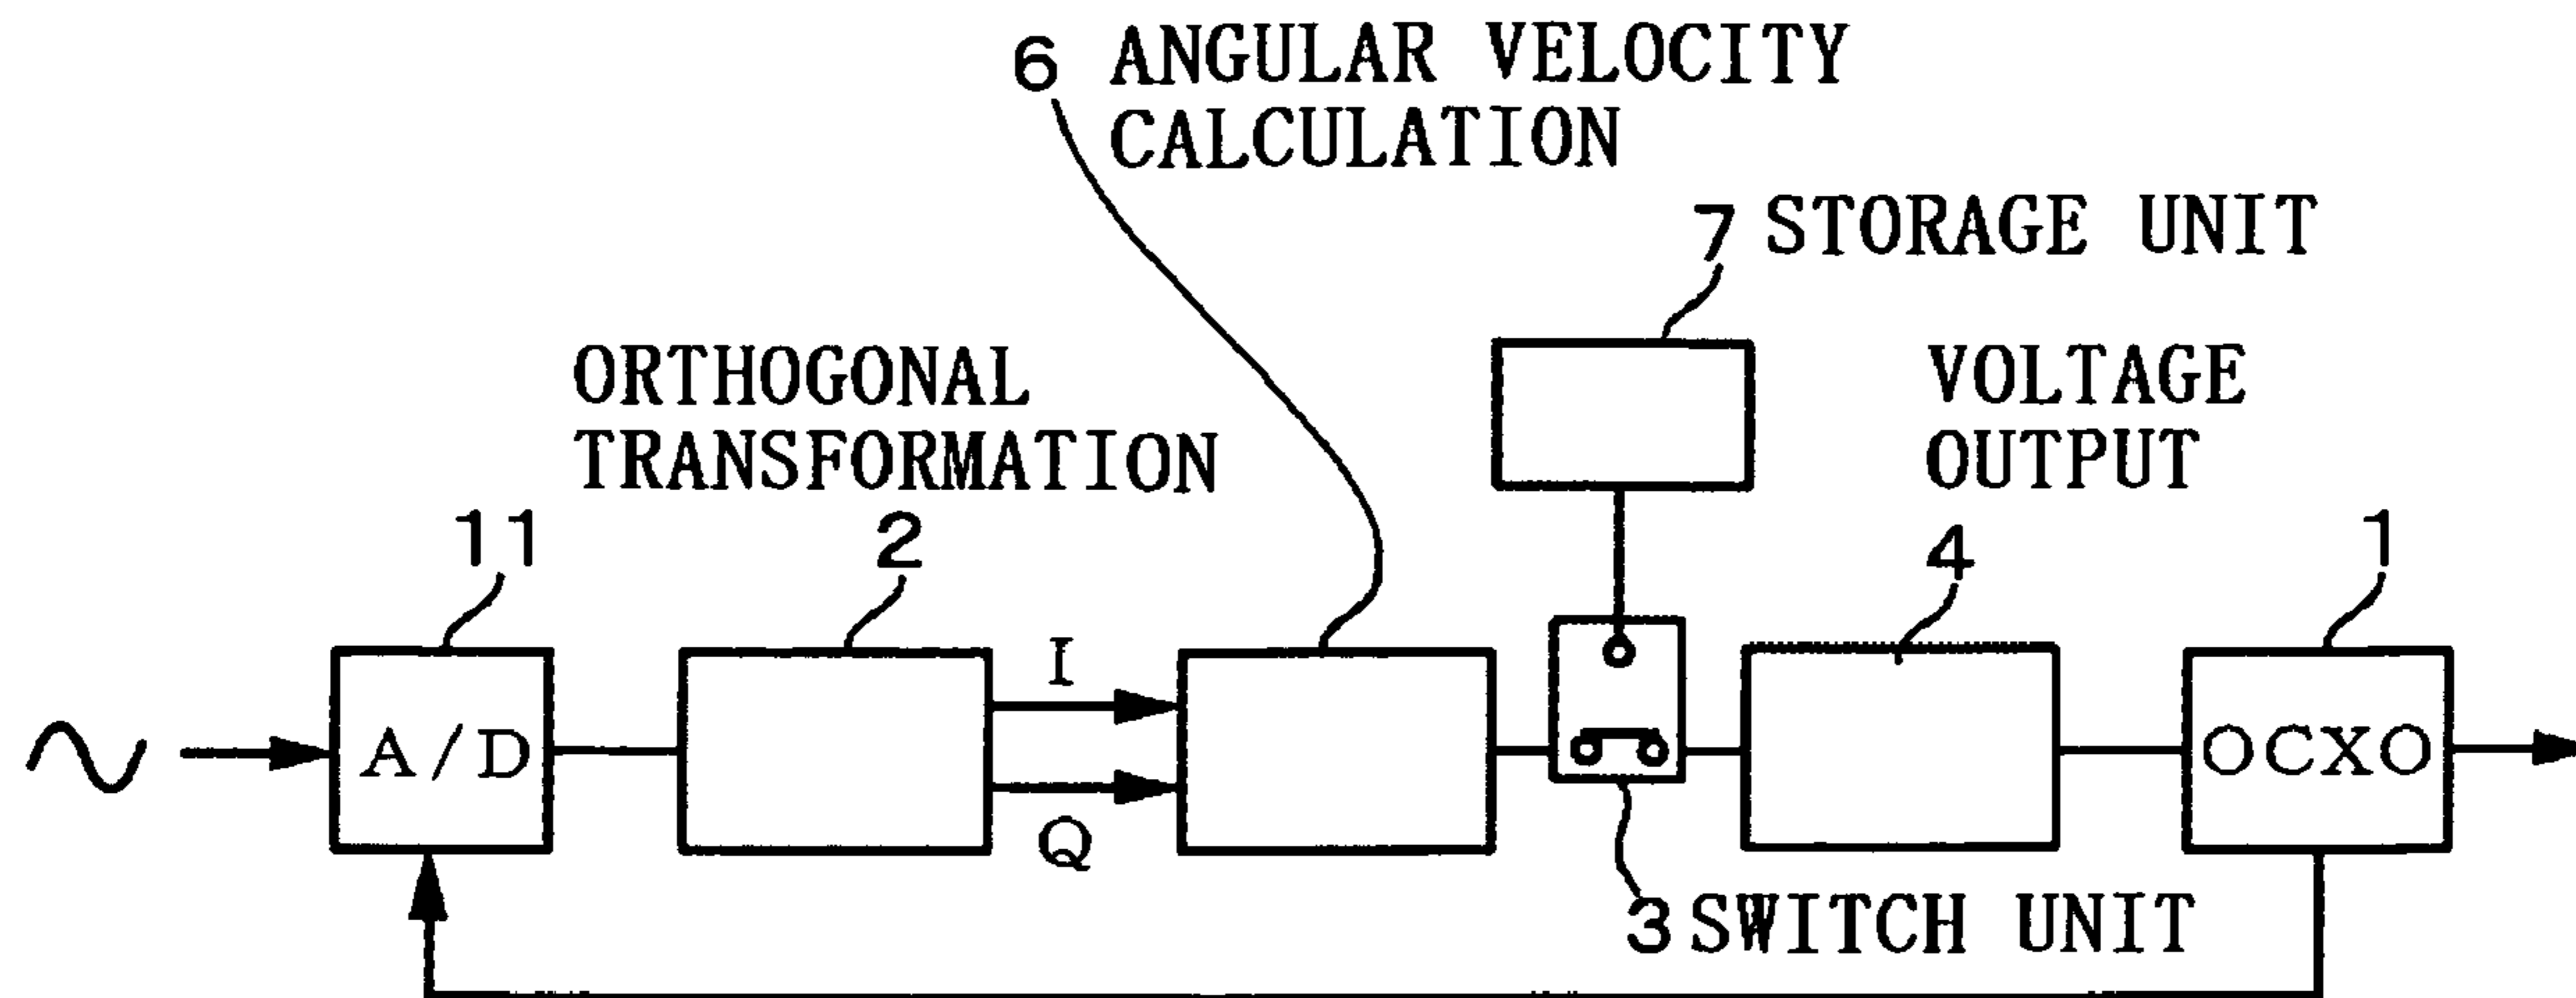 6 ANGULAR VELOCITY
CALCULATION
7 STORAGE UNIT
ORTHOGONAL
TRANSFORMATION
VOLTAGE
OUTPUT
11
2
4
1
I
A/D
OCXO
Q
3 SWITCH UNIT